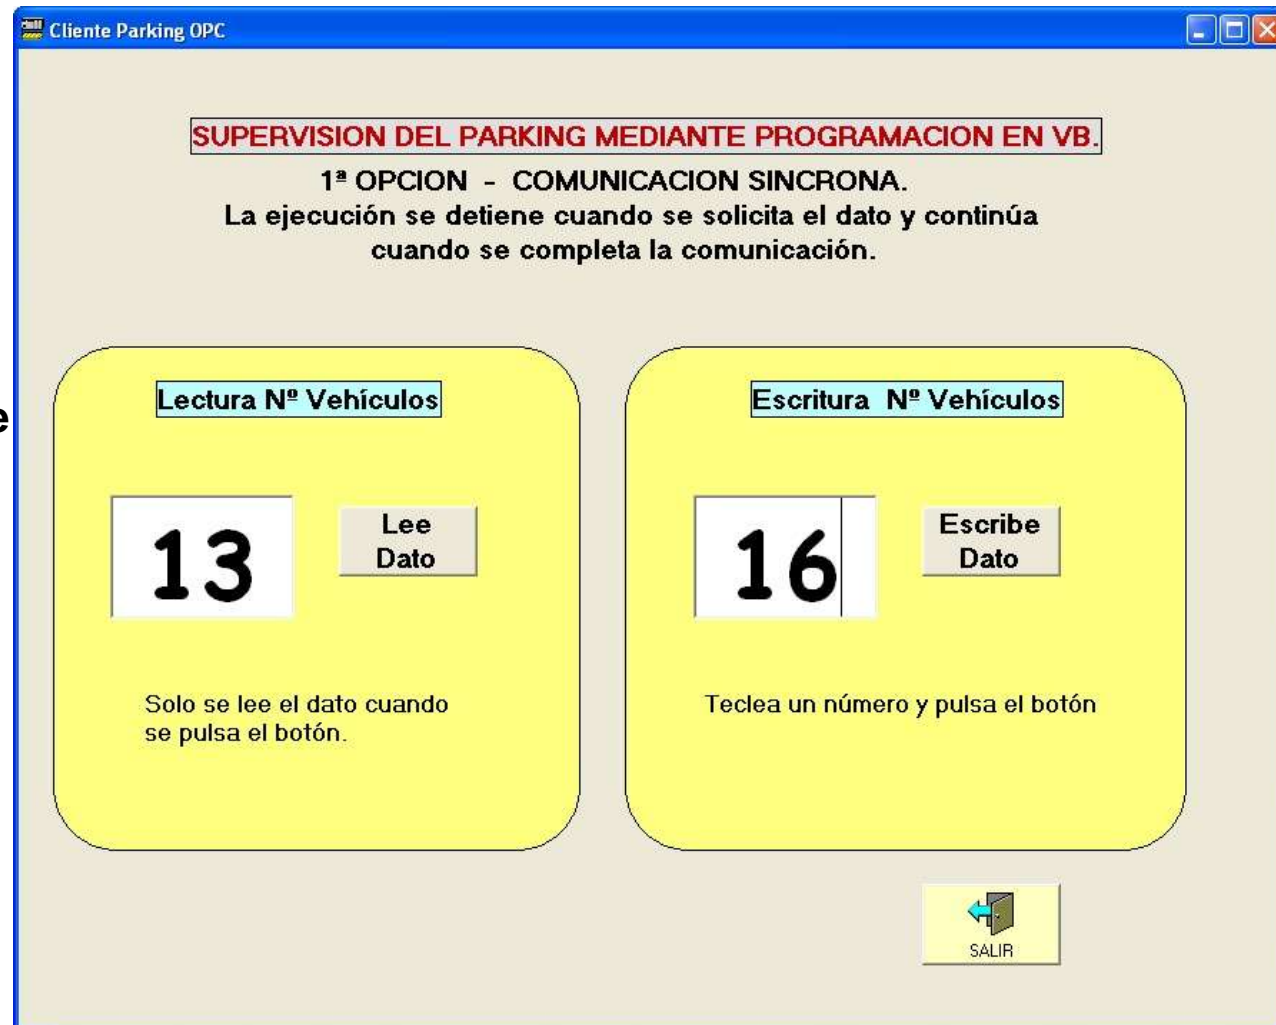 Cliente Parking OPC
SUPERVISION DEL PARKING MEDIANTE PROGRAMACION EN VB.
1ª OPCION - COMUNICACION SINCRONA.
La ejecución se detiene cuando se solicita el dato y continúa
cuando se completa la comunicación.
e
Lectura Nº Vehículos
13
Lee
Dato
Solo se lee el dato cuando
se pulsa el botón.
Escritura Nº Vehículos
16
Escribe
Dato
Teclea un número y pulsa el botón
SALIR